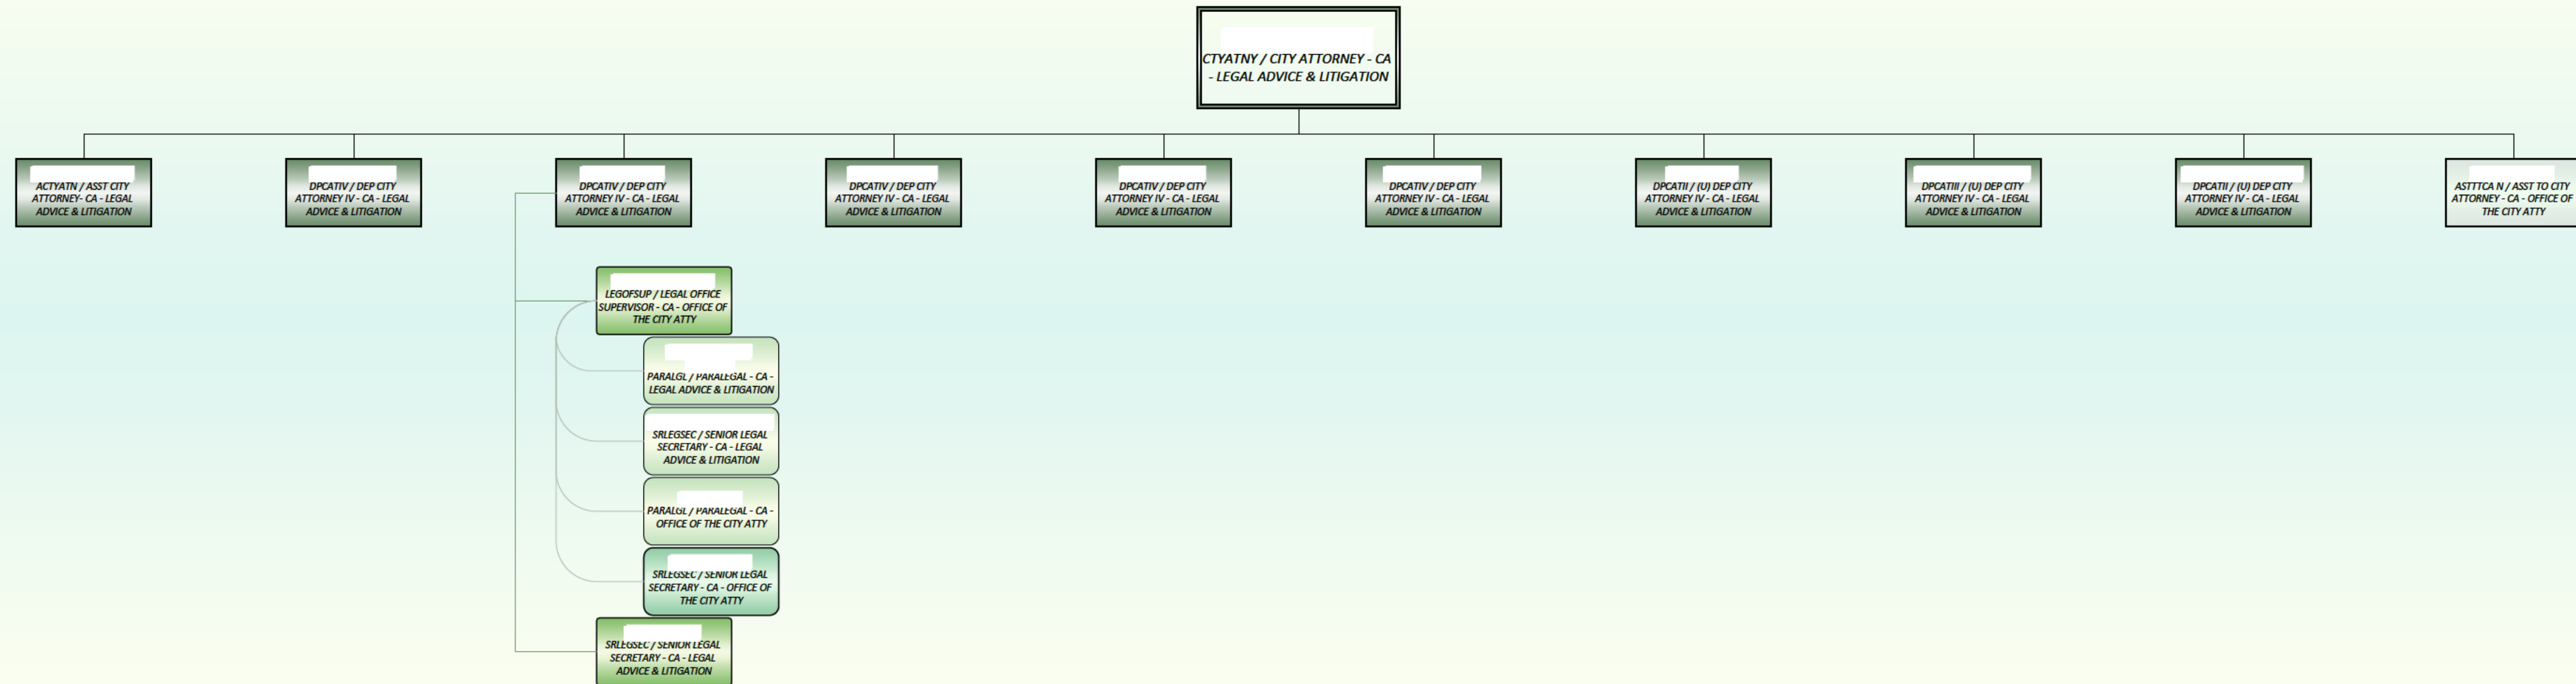 CTYATNY / CITY ATTORNEY - CA
- LEGAL ADVICE & LITIGATION
ACTYATN / ASST CITY
ATTORNEY- CA - LEGAL
ADVICE & LITIGATION
DPCATIV / DEP CITY
ATTORNEY IV - CA - LEGAL
ADVICE & LITIGATION
DPCATIV / DEP CITY
ATTORNEY IV - CA - LEGAL
ADVICE & LITIGATION
DPCATIV / DEP CITY
ATTORNEY IV - CA - LEGAL
ADVICE & LITIGATION
DPCATIV / DEP CITY
ATTORNEY IV - CA - LEGAL
ADVICE & LITIGATION
DPCATIV / DEP CITY
ATTORNEY IV - CA - LEGAL
ADVICE & LITIGATION
DPCATII / (U) DEP CITY
ATTORNEY IV - CA - LEGAL
ADVICE & LITIGATION
DPCATIII / (U) DEP CITY
ATTORNEY IV - CA - LEGAL
ADVICE & LITIGATION
DPCATII / (U) DEP CITY
ATTORNEY IV - CA - LEGAL
ADVICE & LITIGATION
ASTTTCA N / ASST TO CITY
ATTORNEY - CA - OFFICE OF
THE CITY ATTY
LEGOFSUP / LEGAL OFFICE
SUPERVISOR - CA - OFFICE OF
THE CITY ATTY
PARALGL / PARALEGAL - CA -
LEGAL ADVICE & LITIGATION
SRLEGSEC / SENIOR LEGAL
SECRETARY - CA - LEGAL
ADVICE & LITIGATION
PARALGL / PARALEGAL - CA -
OFFICE OF THE CITY ATTY
SRLEGSEC / SENIOR LEGAL
SECRETARY - CA - OFFICE OF
THE CITY ATTY
SRLEGSEC / SENIOR LEGAL
SECRETARY - CA - LEGAL
ADVICE & LITIGATION